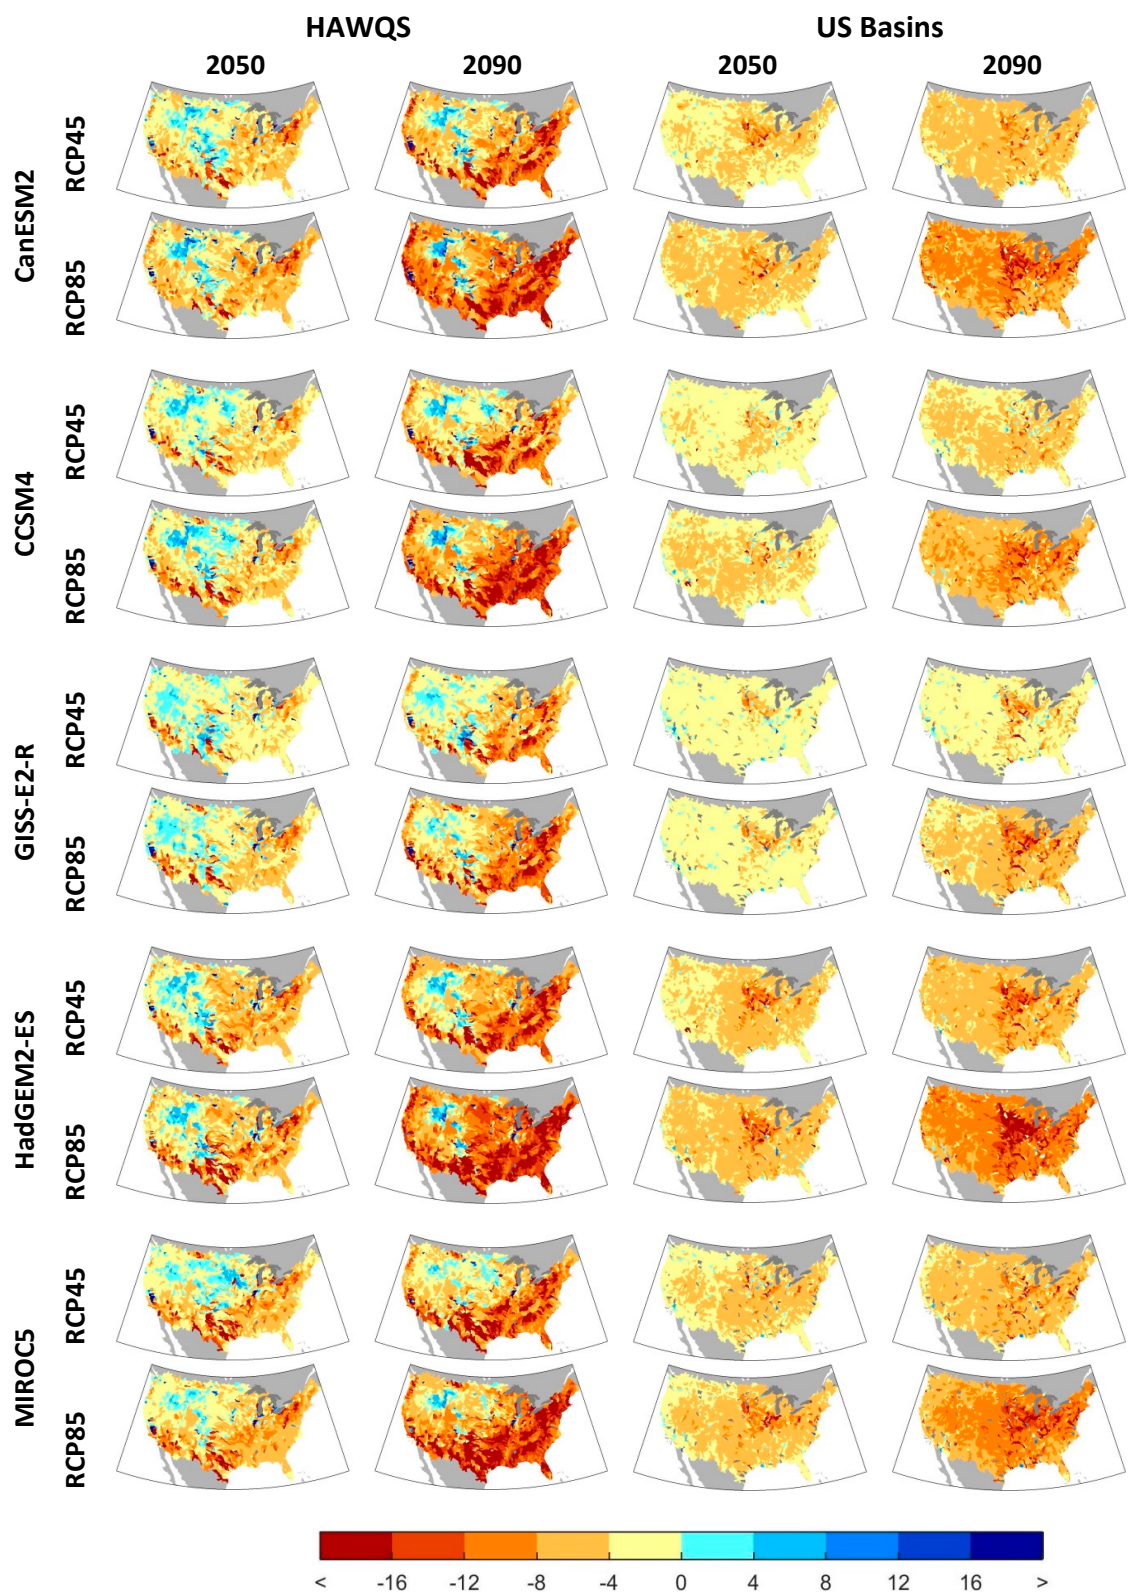 HAWQS US Basins
2050 2090 2050 2090
CanESM2
RCP45
RCP85
CCSM4
RCP45
RCP85
GISS-E2-R
RCP45
RCP85
HadGEM2-ES
RCP45
RCP85
MIROC5
RCP45
RCP85
< -16 -12 -8 -4 0 4 8 12 16 >